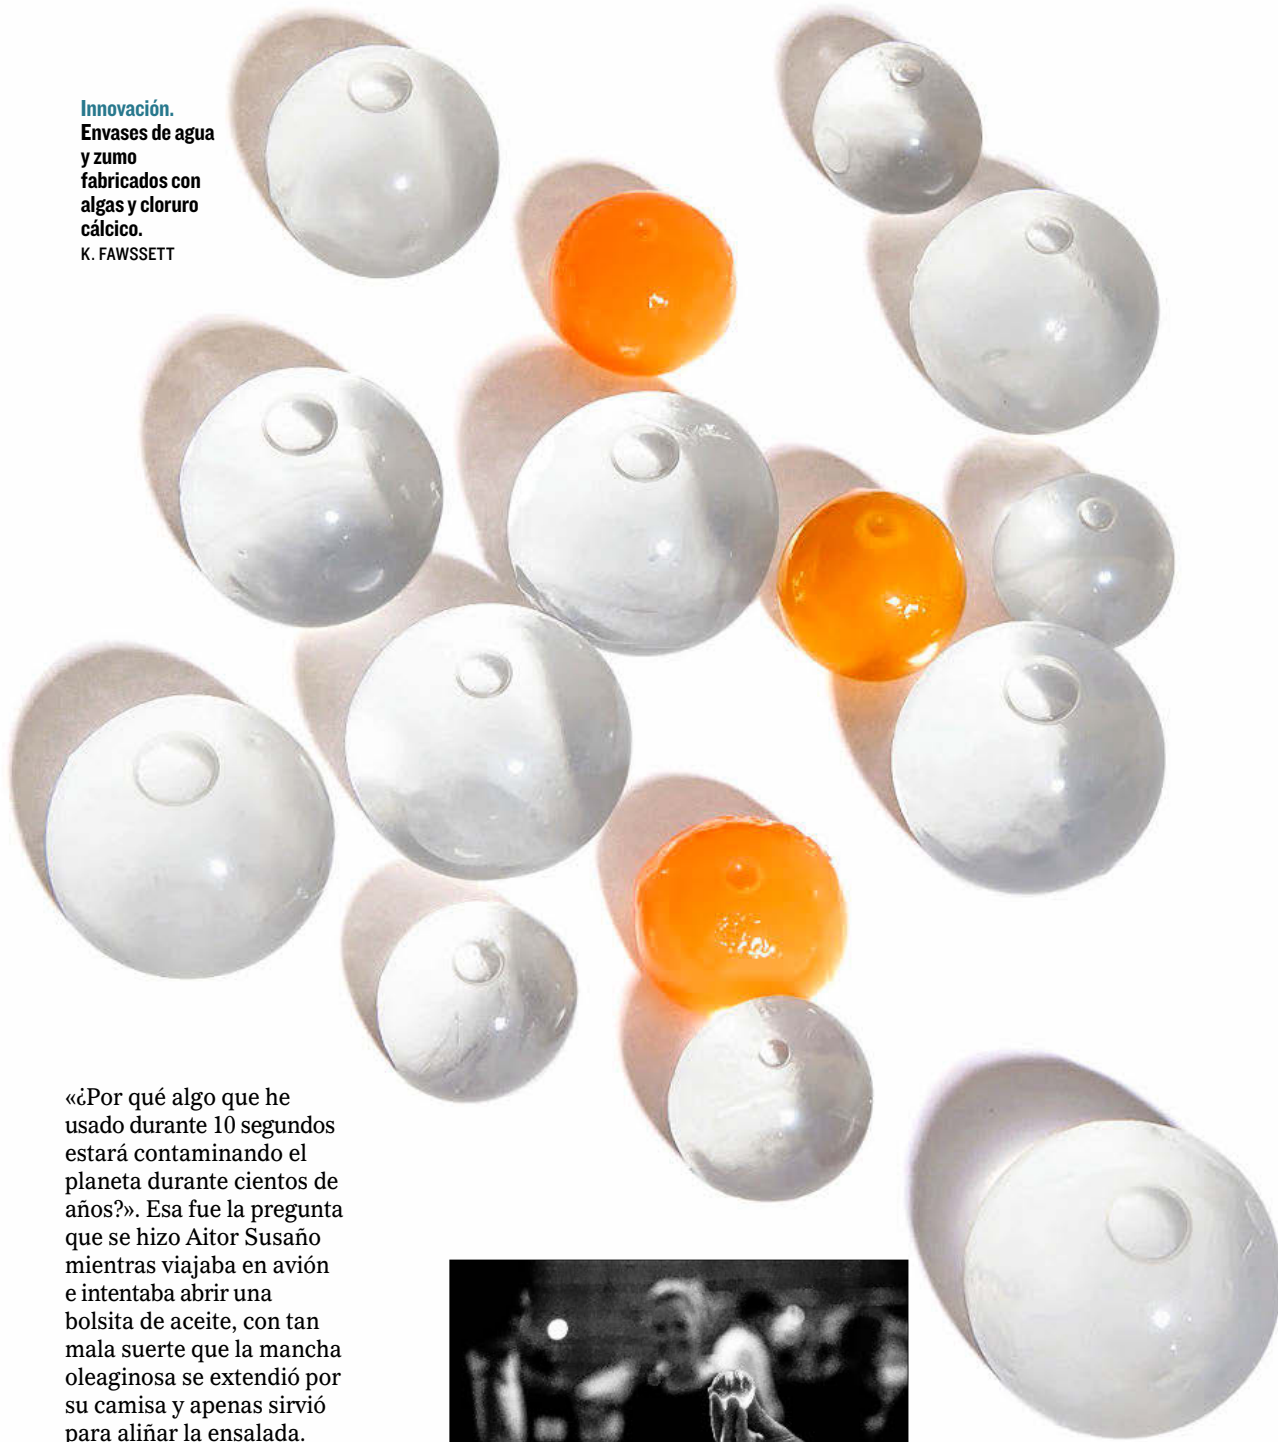 Innovación.
Envases de agua
y zumo
fabricados con
algas y cloruro
cálcico.
K. FAWSSETT
«¿Por qué algo que he
usado durante 10 segundos
estará contaminando el
planeta durante cientos de
años?». Esa fue la pregunta
que se hizo Aitor Susaño
mientras viajaba en avión
e intentaba abrir una
bolsita de aceite, con tan
mala suerte que la mancha
oleaginosa se extendió por
su camisa y apenas sirvió
para aliñar la ensalada.